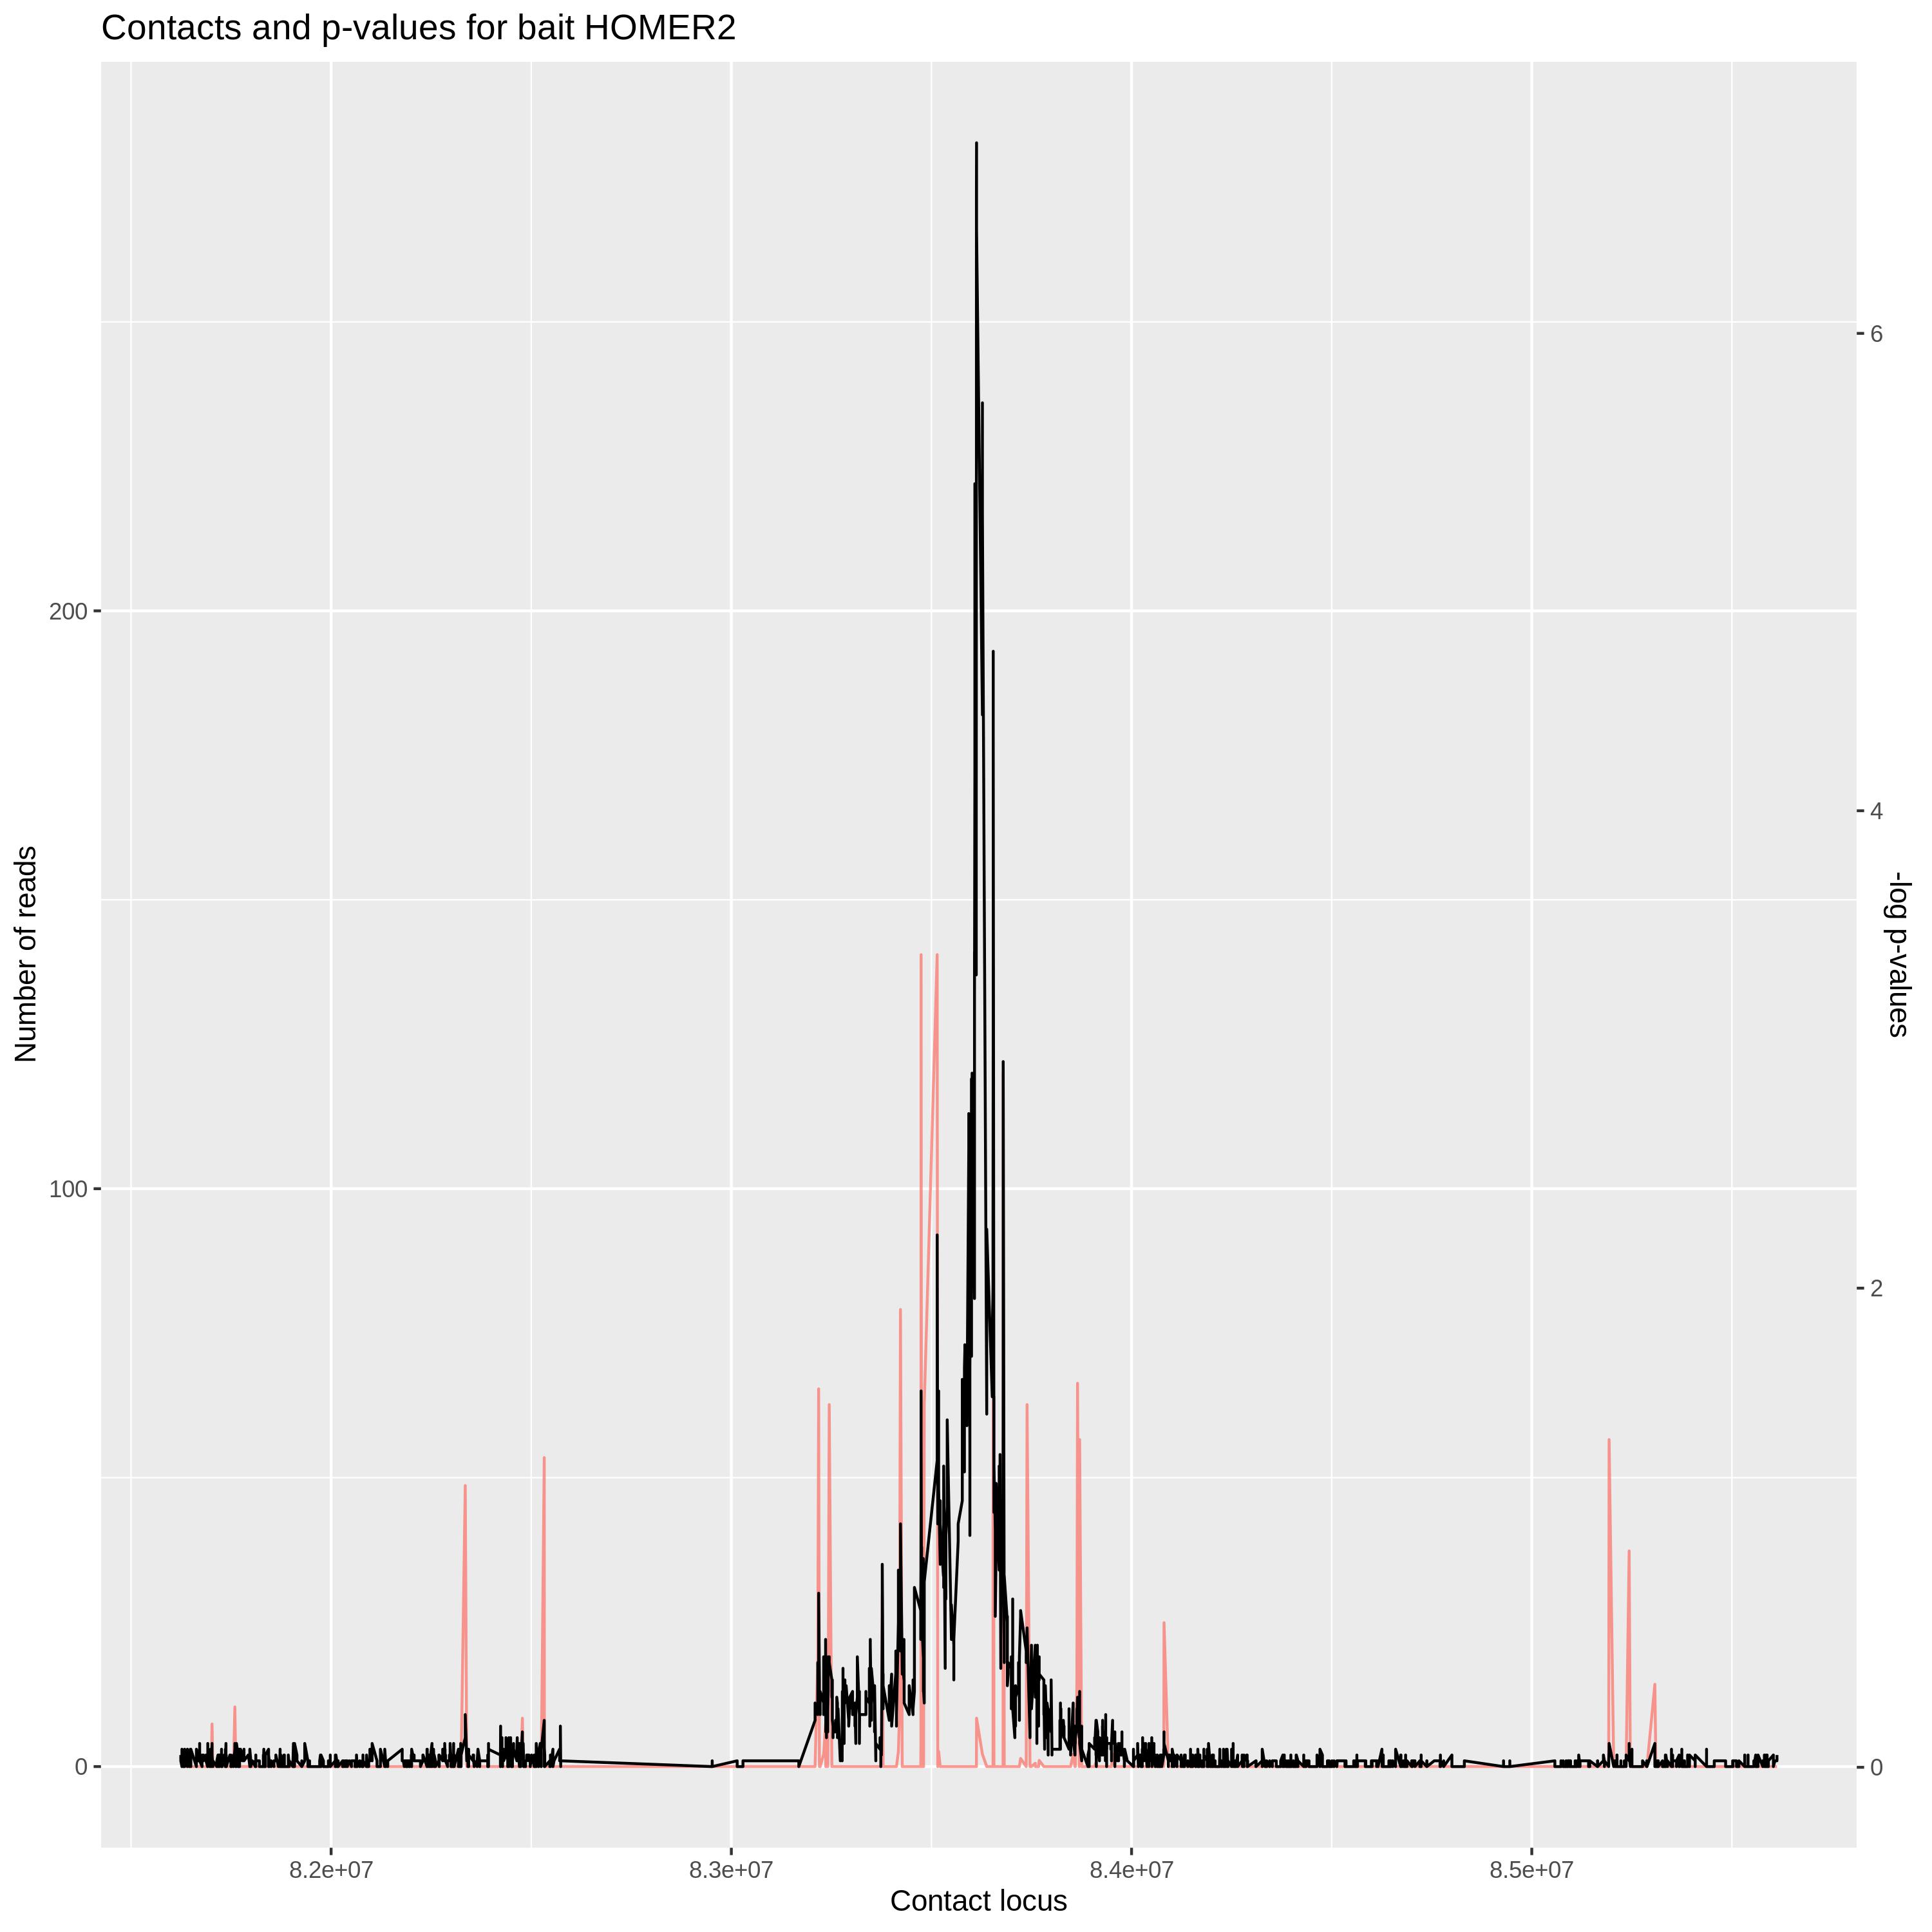 Contacts and p-values for bait HOMER2
Number of reads
200
100
0
6
4
2
0
-log p-values
8.2e+07
8.3e+07
8.4e+07
8.5e+07
Contact locus